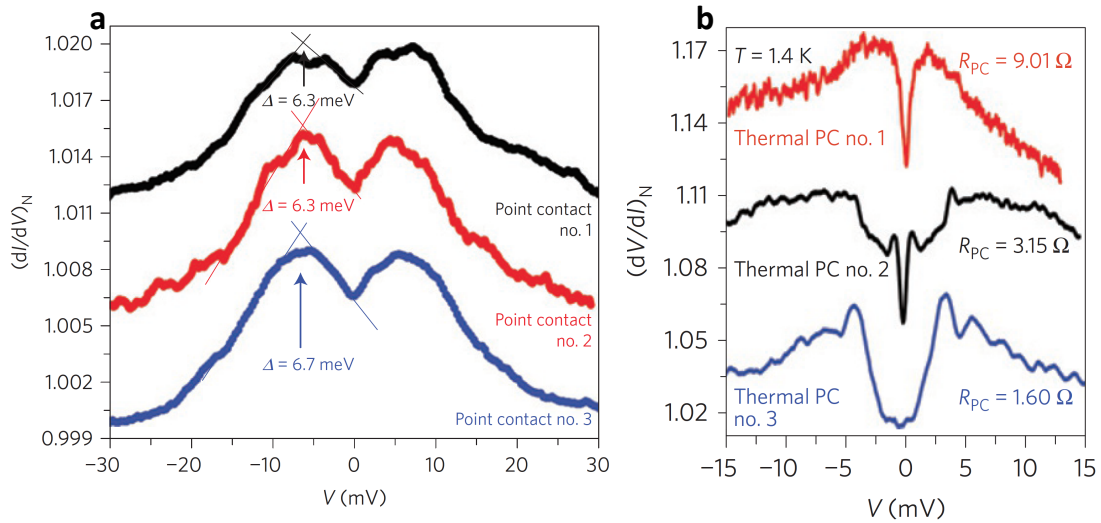 a
1.020
1.017
1.014
1.011
1.008
1.005
1.002
0.999
(dI/dV)N
Δ = 6.3 meV
Δ = 6.3 meV
Δ = 6.7 meV
Point contact
no. 1
Point contact
no. 2
Point contact no. 3
−30
−20
−10
0
10
20
30
V (mV)
b
1.17
1.14
1.11
1.08
1.05
1.02
(dV/dI)N
T = 1.4 K
RPC = 9.01 Ω
Thermal PC no. 1
RPC = 3.15 Ω
Thermal PC no. 2
Thermal PC
no. 3
RPC = 1.60 Ω
−15
−10
−5
0
5
10
15
V (mV)